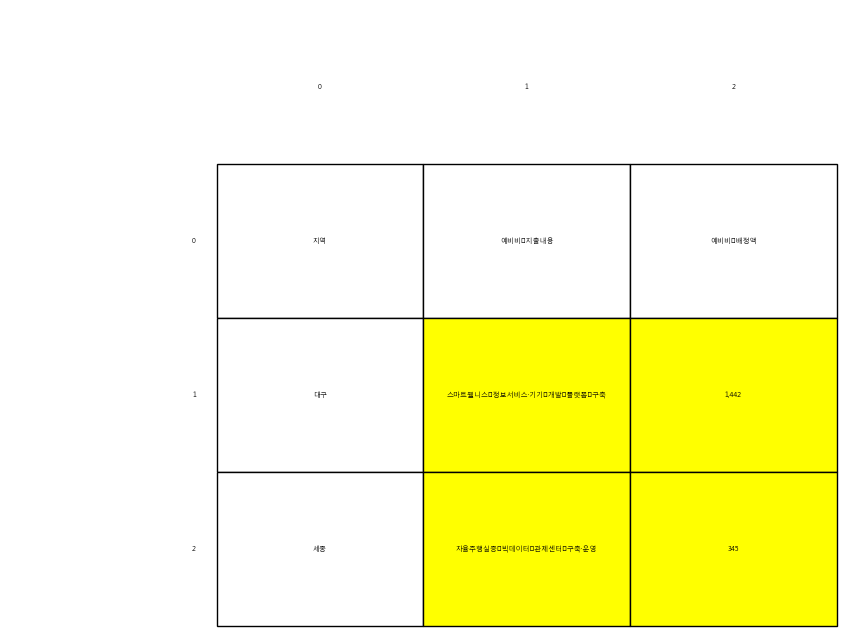 0 1 2
0 지역 예비비□지출내용 예비비□배정액
1 대구 스마트웰니스□정보서비스·기기□개발□플랫폼□구축 1,442
2 세종 자율주행실증□빅데이터□관제센터□구축·운영 345